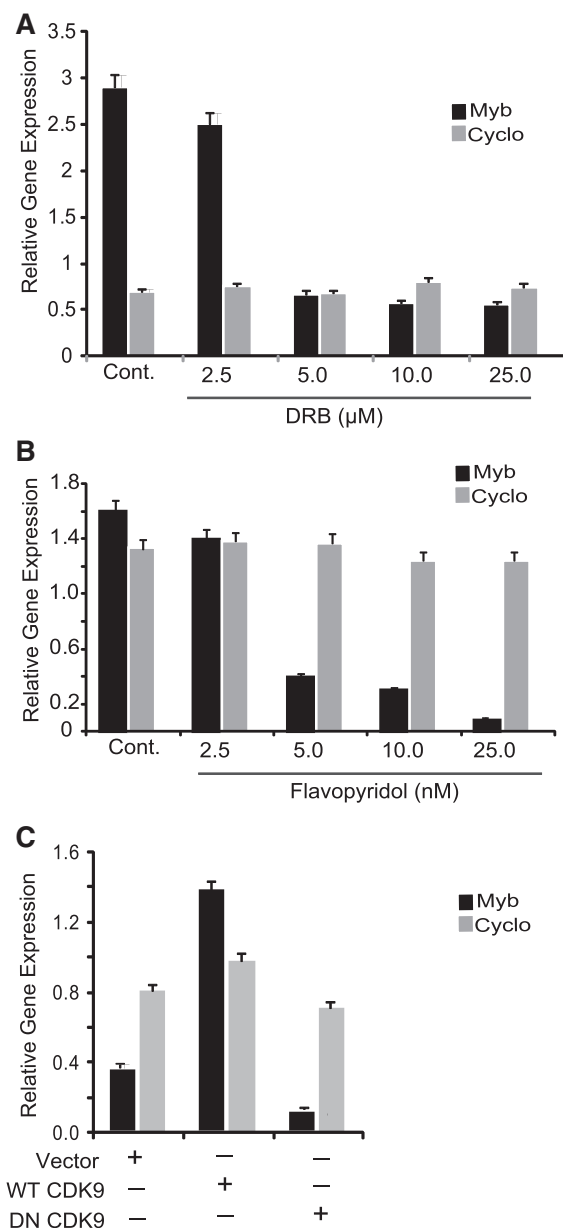 A
3.5
3
2.5
2
1.5
1
0.5
0
Relative Gene Expression
Myb
Cyclo
Cont. 2.5 5.0 10.0 25.0
DRB (µM)
B
1.8
1.4
1.0
0.6
0.2
0
Relative Gene Expression
Myb
Cyclo
Cont. 2.5 5.0 10.0 25.0
Flavopyridol (nM)
C
1.6
1.2
0.8
0.4
0.0
Relative Gene Expression
Myb
Cyclo
Vector + — —
WT CDK9 — + —
DN CDK9 — — +